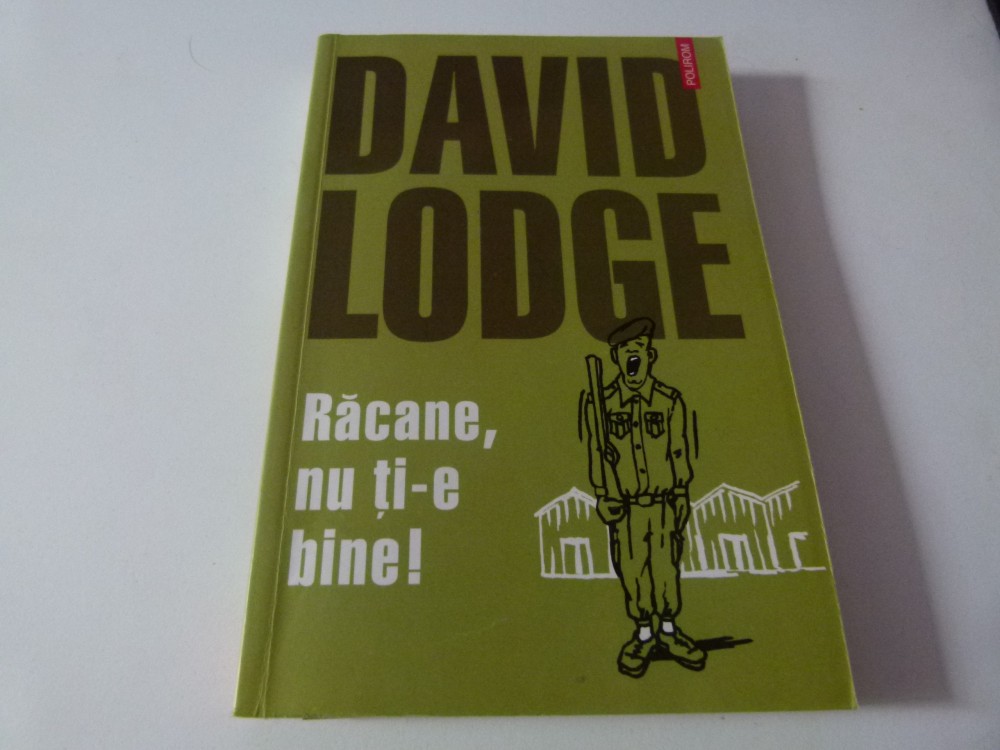 DAVID
LODGE
POLIROM
Răcane,
nu ți-e
bine!